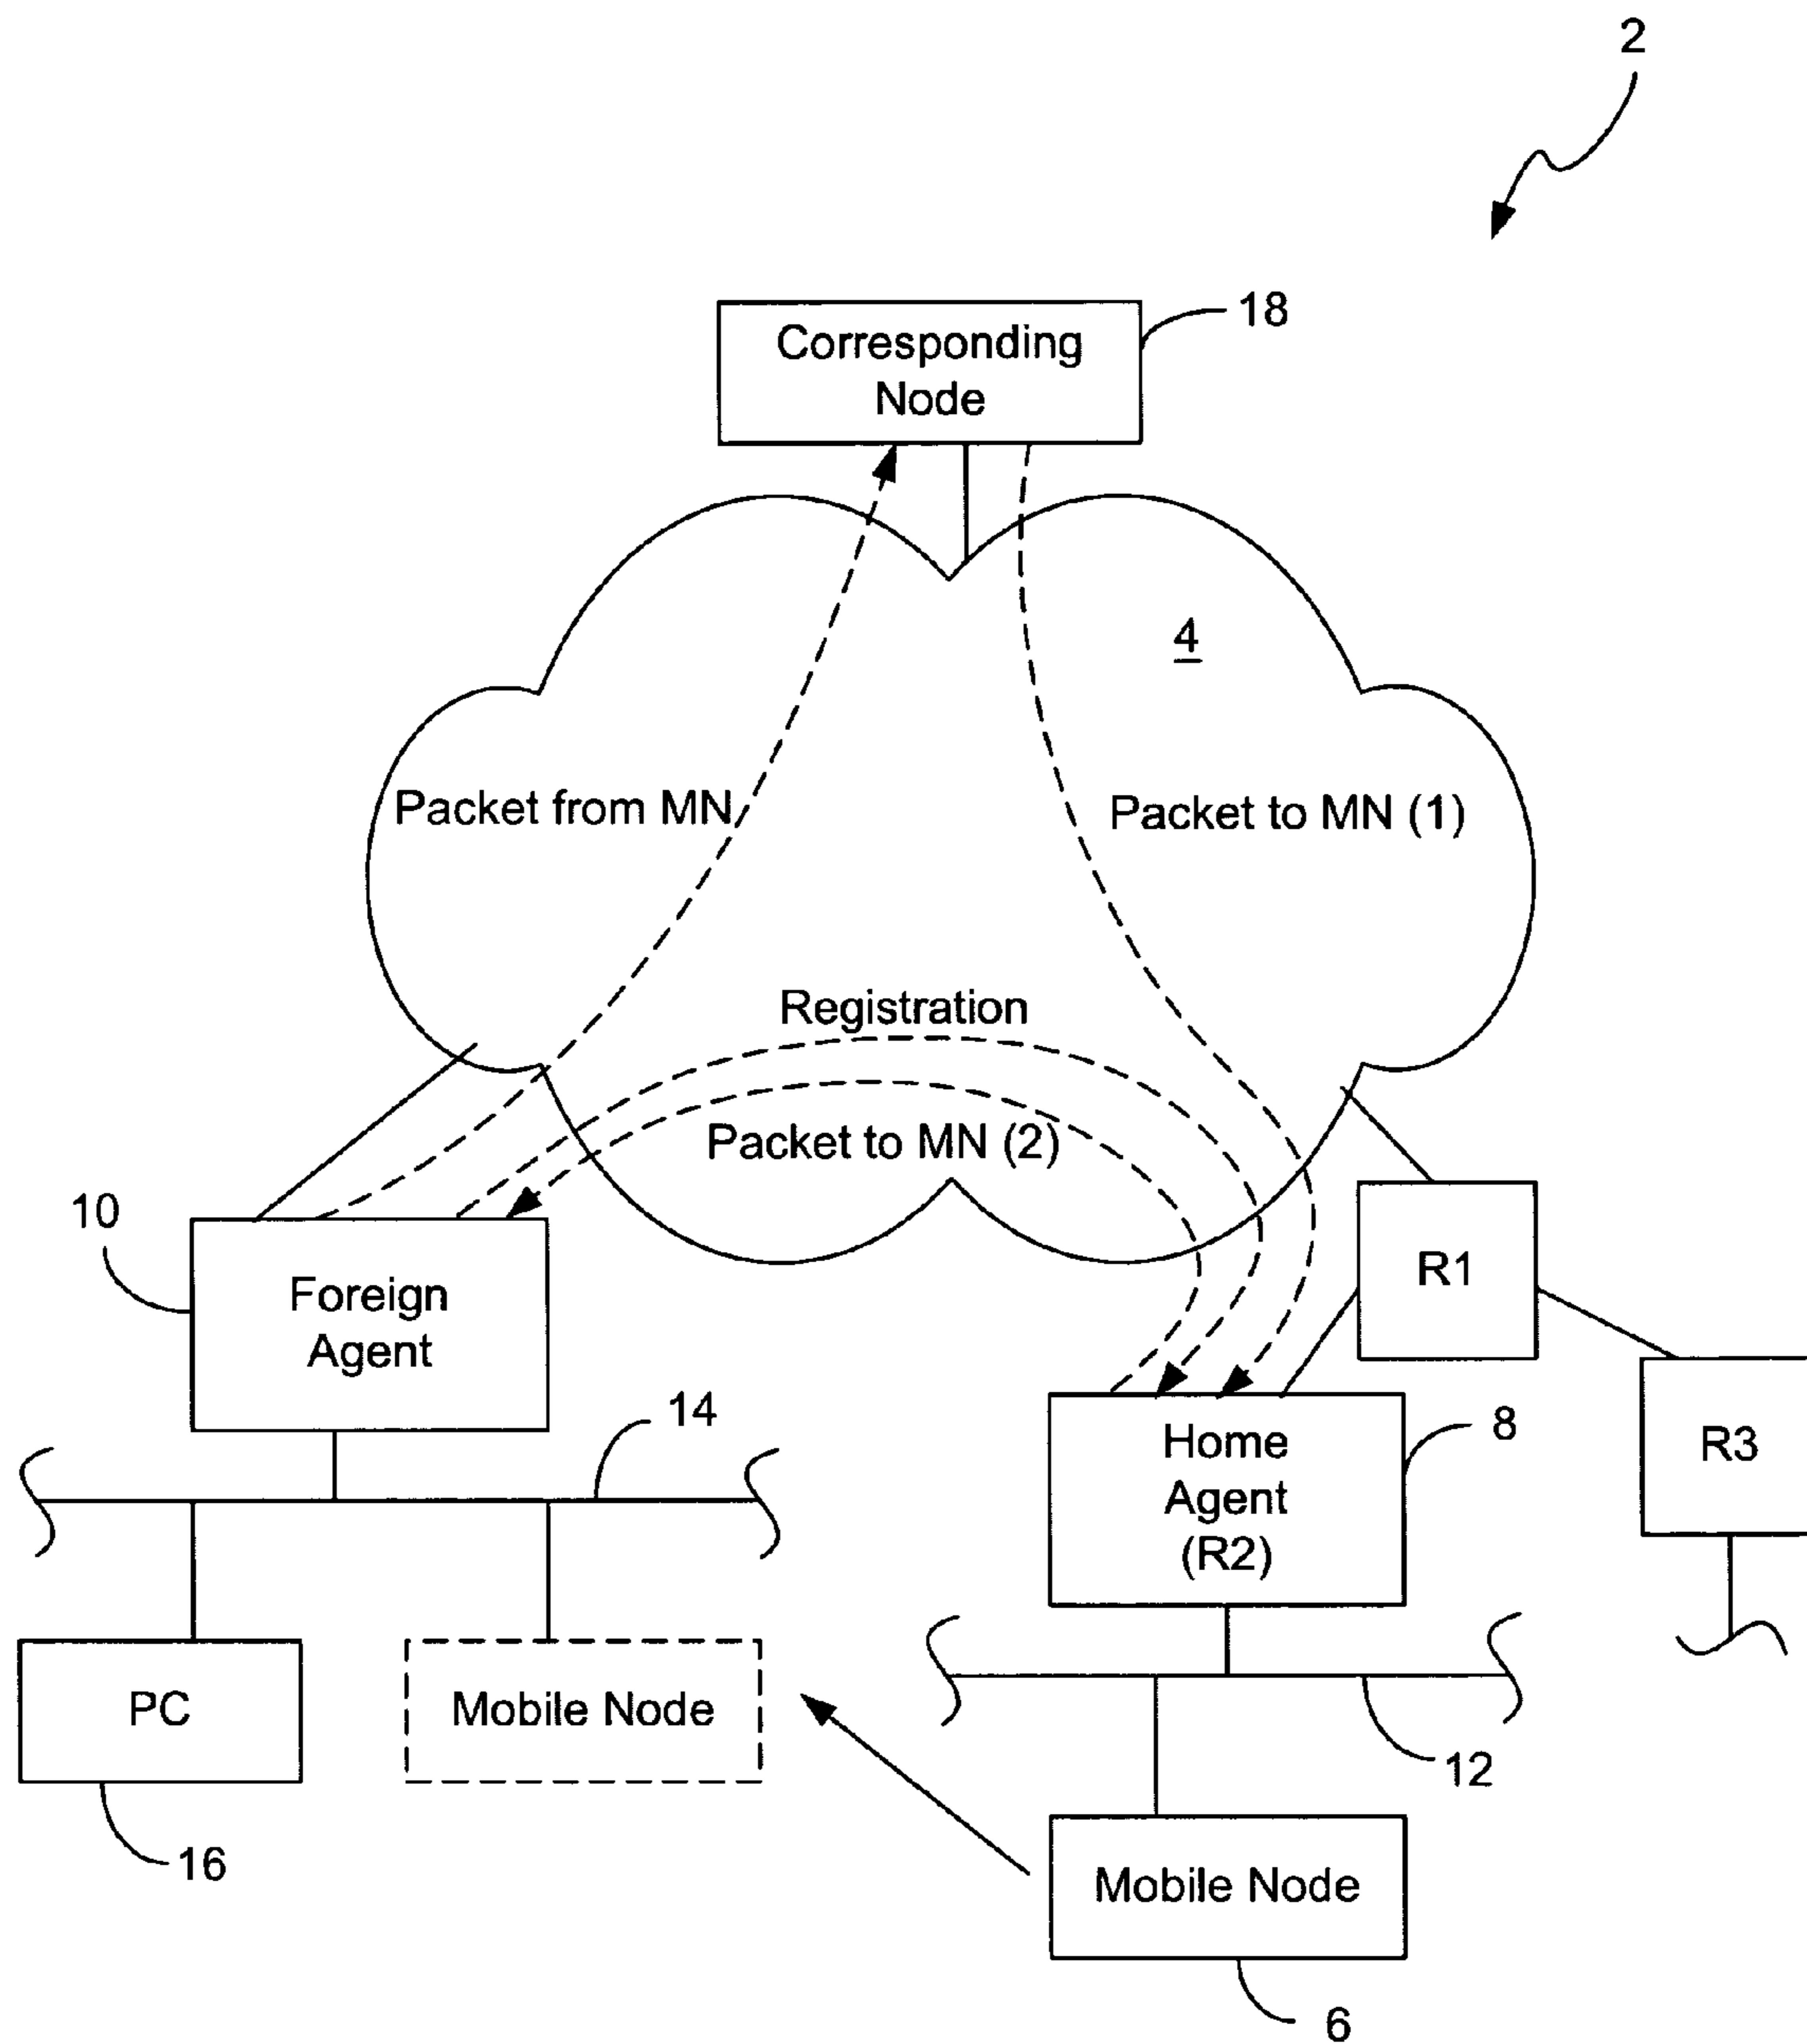 2
18
Corresponding
Node
4
Packet from MN
Packet to MN (1)
Registration
Packet to MN (2)
10
Foreign
Agent
R1
14
Home
Agent
(R2)
8
R3
PC
Mobile Node
12
16
Mobile Node
6